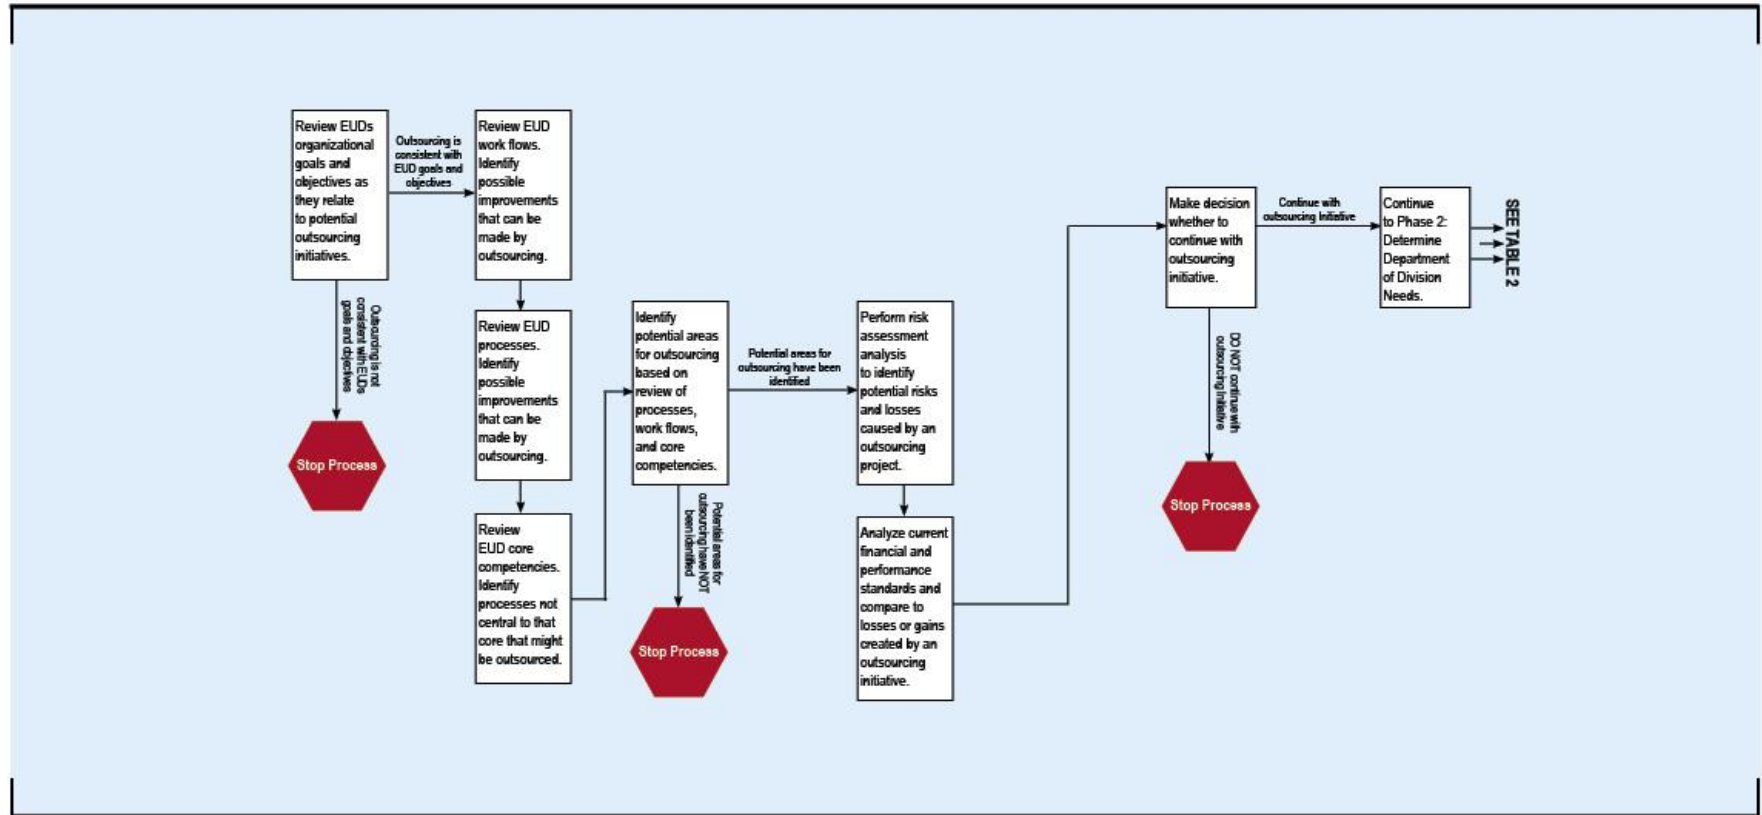 Review EUDs
organizational
goals and
objectives as
they relate
to potential
outsourcing
initiatives.
Outsourcing is
consistent with
EUD goals and
objectives
Outsourcing is not
consistent with EUDs
goals and objectives
Stop Process
Review EUD
work flows.
Identify
possible
improvements
that can be
made by
outsourcing.
Review EUD
processes.
Identify
possible
improvements
that can be
made by
outsourcing.
Review
EUD core
competencies.
Identify
processes not
central to that
core that might
be outsourced.
Identify
potential areas
for outsourcing
based on
review of
processes,
work flows,
and core
competencies.
Potential areas for
outsourcing have been
identified
Potential areas for
outsourcing have NOT
been identified
Stop Process
Perform risk
assessment
analysis
to identify
potential risks
and losses
caused by an
outsourcing
project.
Analyze current
financial and
performance
standards and
compare to
losses or gains
created by an
outsourcing
initiative.
Make decision
whether to
continue with
outsourcing
initiative.
Continue with
outsourcing Initiative
DO NOT continue with
outsourcing Initiative
Stop Process
Continue
to Phase 2:
Determine
Department
of Division
Needs.
SEE TABLE 2